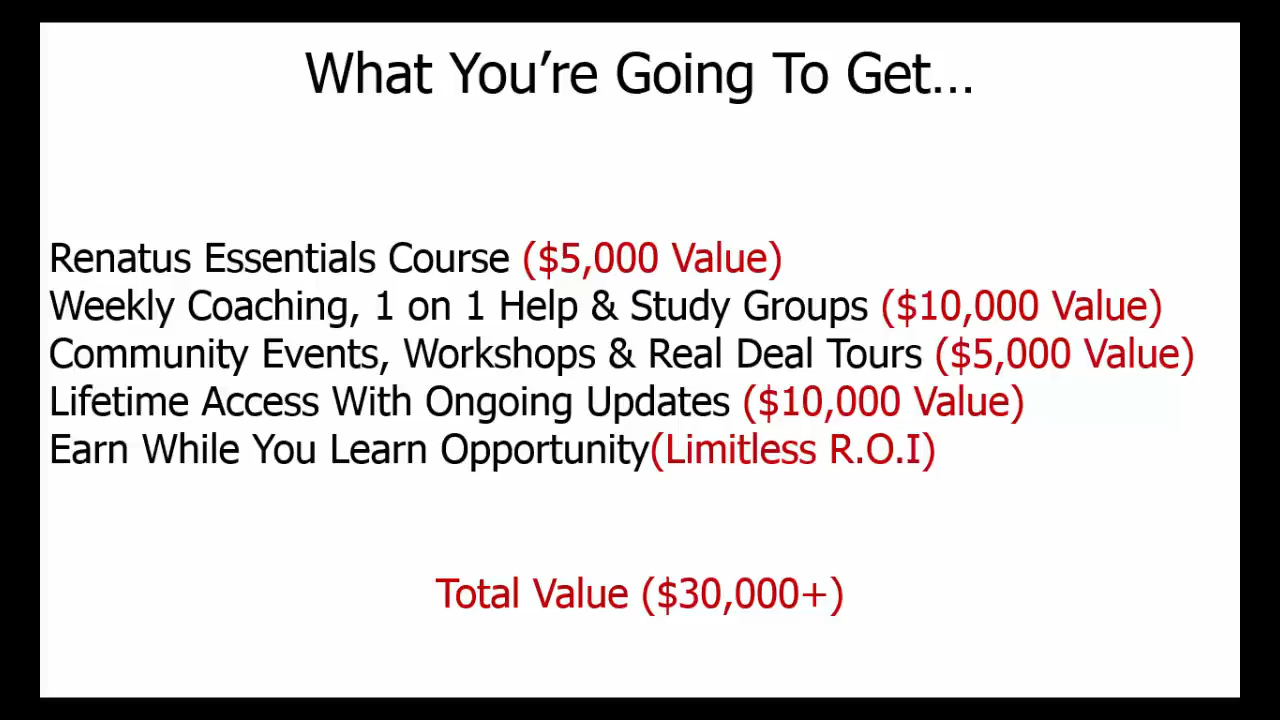 What You’re Going To Get...
Renatus Essentials Course ($5,000 Value)
Weekly Coaching, 1 on 1 Help & Study Groups ($10,000 Value)
Community Events, Workshops & Real Deal Tours ($5,000 Value)
Lifetime Access With Ongoing Updates ($10,000 Value)
Earn While You Learn Opportunity(Limitless R.O.I)
Total Value ($30,000+)